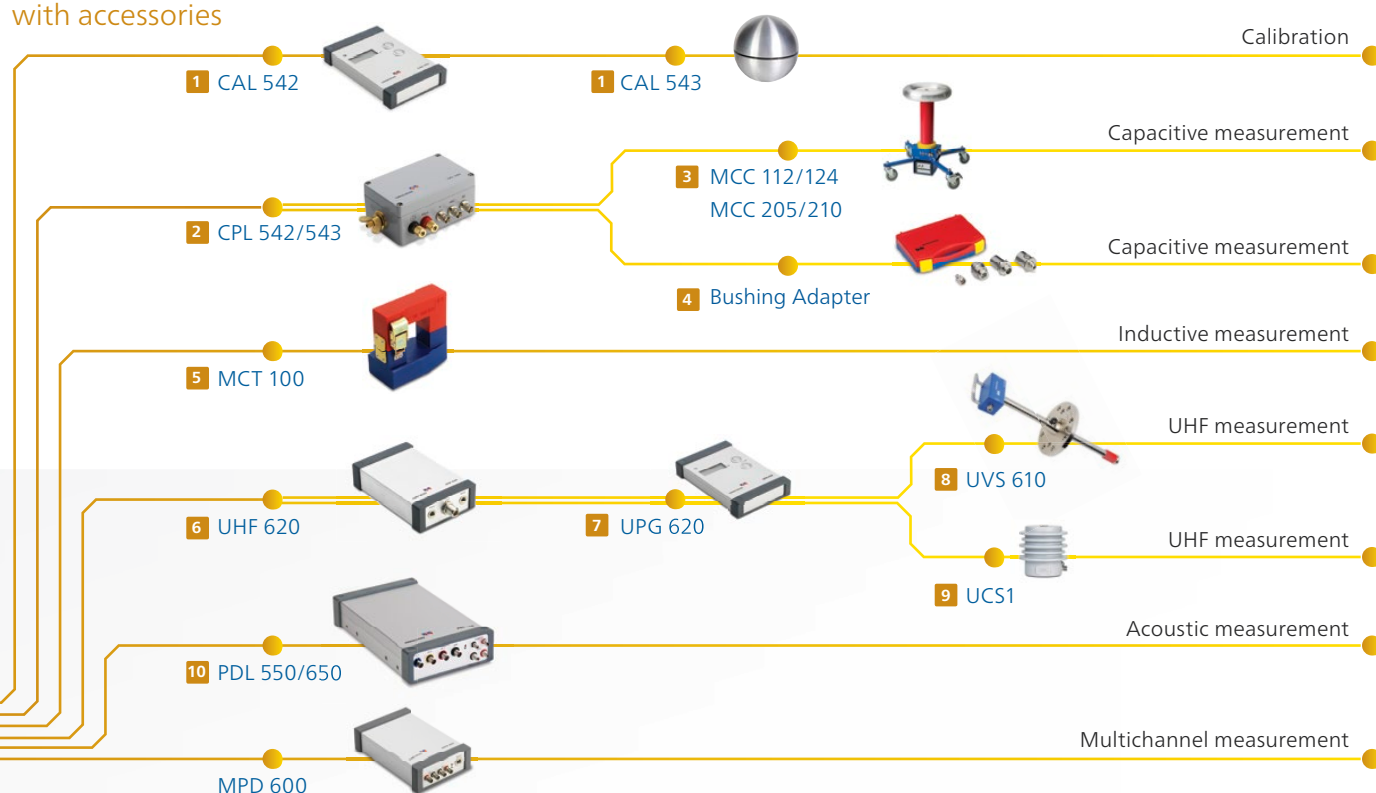 with accessories
Calibration
1 CAL 542
1 CAL 543
Capacitive measurement
3 MCC 112/124
MCC 205/210
2 CPL 542/543
Capacitive measurement
4 Bushing Adapter
Inductive measurement
5 MCT 100
UHF measurement
8 UVS 610
6 UHF 620
7 UPG 620
UHF measurement
9 UCS1
Acoustic measurement
10 PDL 550/650
Multichannel measurement
MPD 600